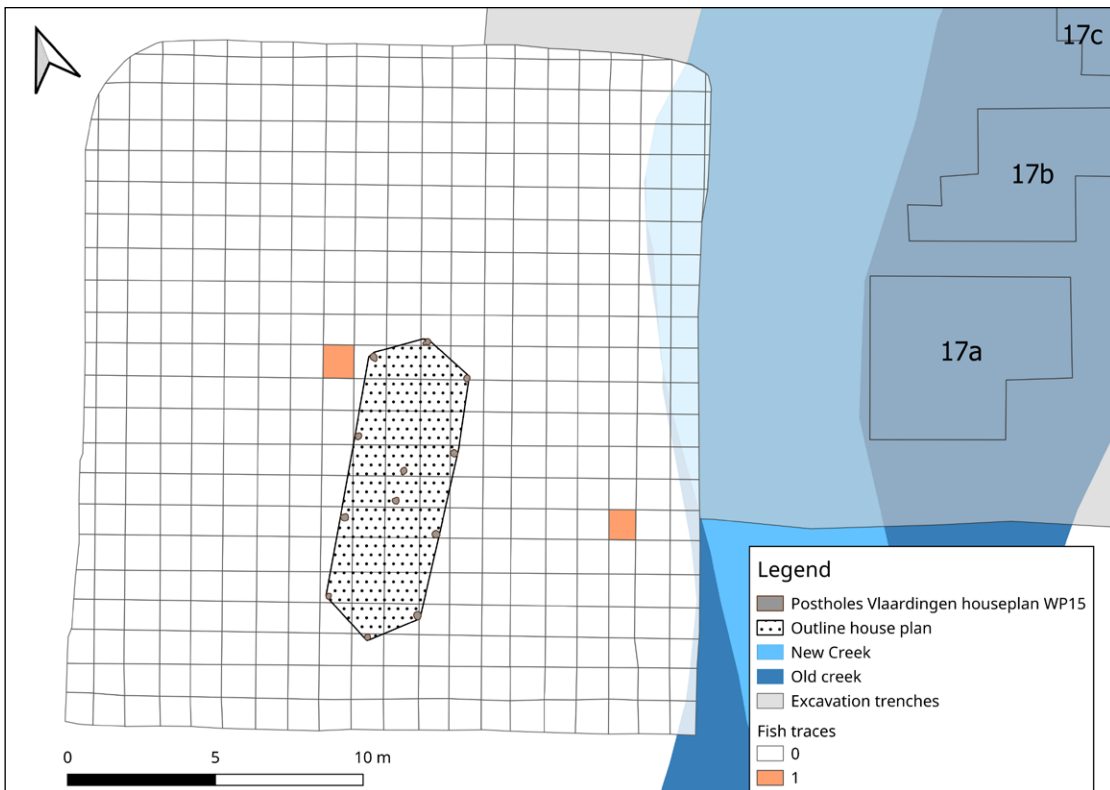 17c
17b
17a
Legend
Postholes Vlaardingen houseplan WP15
Outline house plan
New Creek
Old creek
Excavation trenches
Fish traces
0
1
0 5 10 m